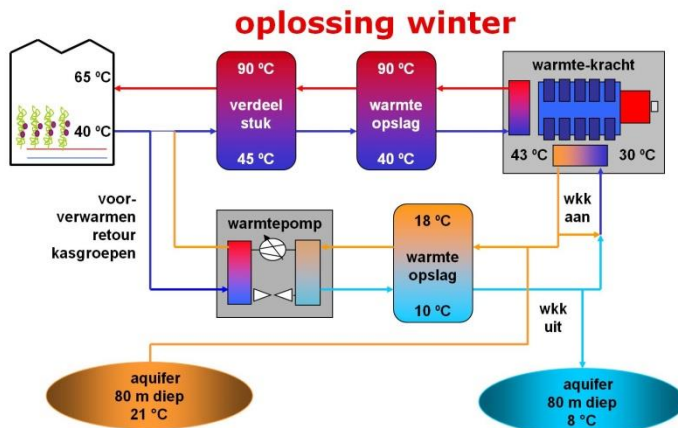 oplossing winter
65 ºC
40 ºC
90 ºC
verdeel
stuk
45 ºC
90 ºC
warmte
opslag
40 ºC
warmte-kracht
43 ºC
30 ºC
voor-
verwarmen
retour
kasgroepen
warmtepomp
18 ºC
warmte
opslag
10 ºC
wkk
aan
wkk
uit
aquifer
80 m diep
21 °C
aquifer
80 m diep
8 °C